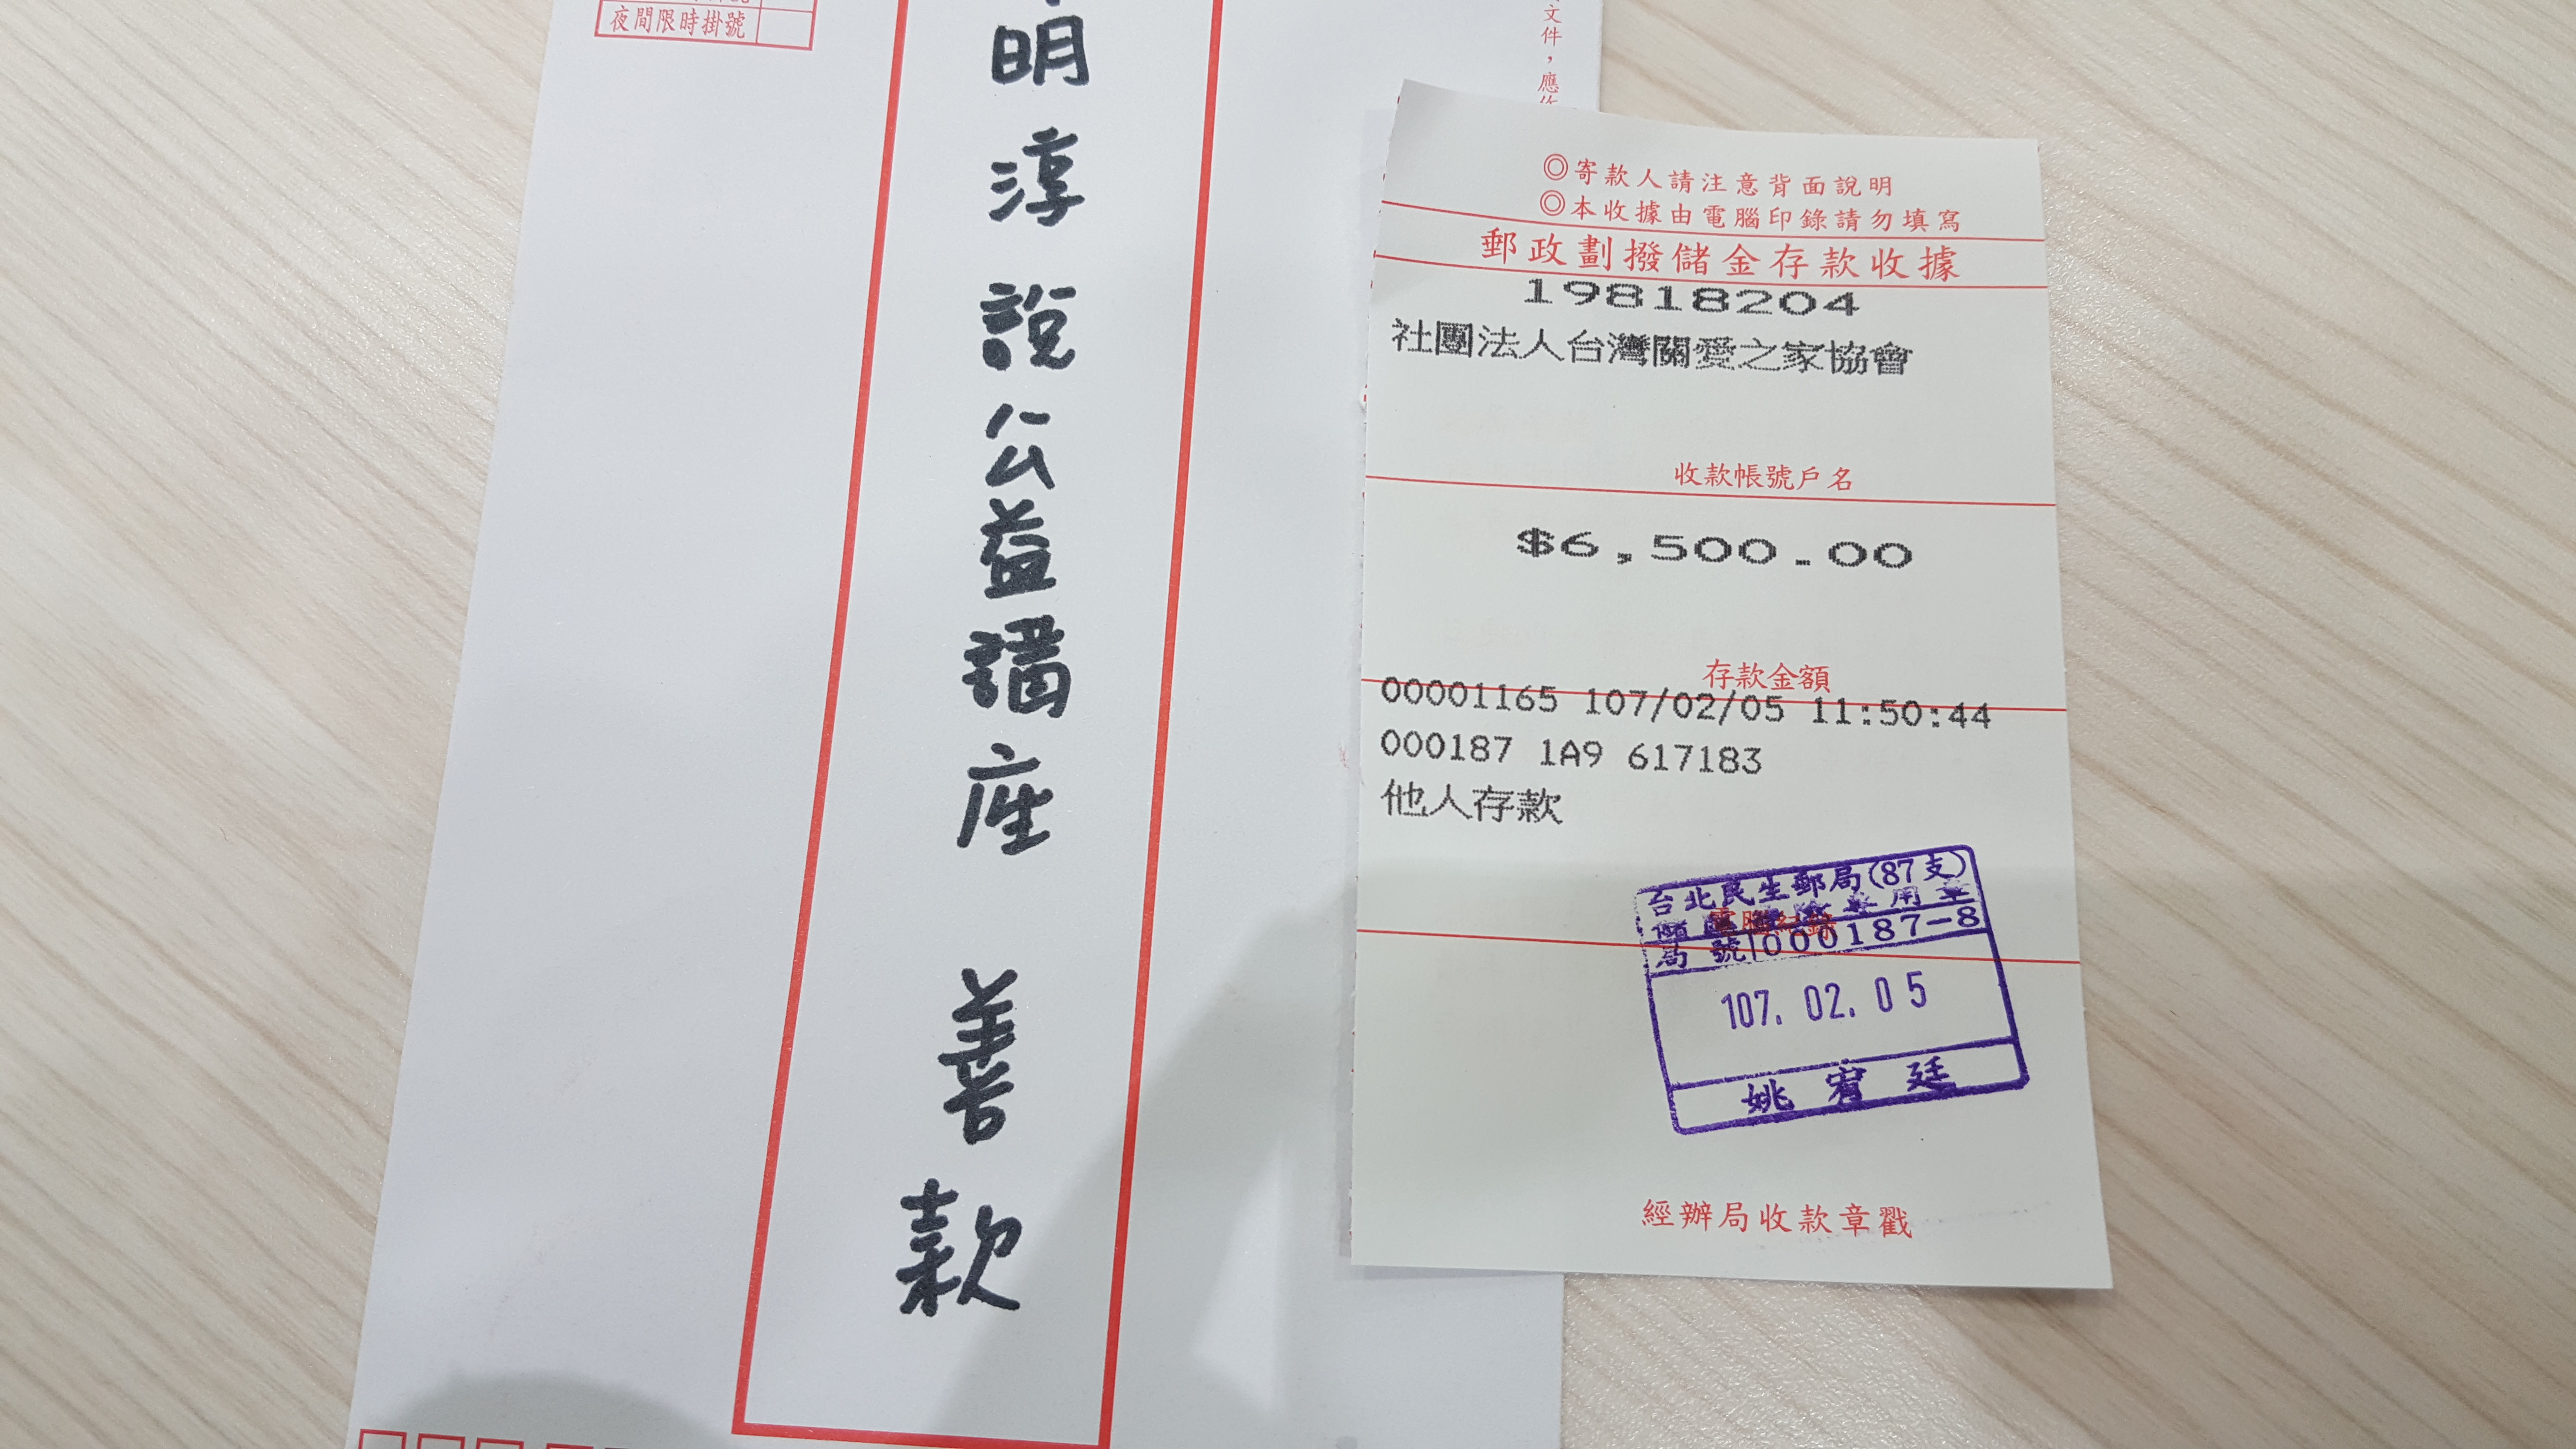 夜間限時掛號
明淳說公益講座 善款
文件，應
◎寄款人請注意背面說明
◎本收據由電腦印錄請勿填寫
郵政劃撥儲金存款收據
19818204
社團法人台灣關愛之家協會
收款帳號戶名
$6,500.00
存款金額
00001165 107/02/05 11:50:44
000187 1A9 617183
他人存款
台北民生郵局(87支)
電腦紀錄
局號 000187-8
107.02.05
姚宥廷
經辦局收款章戳